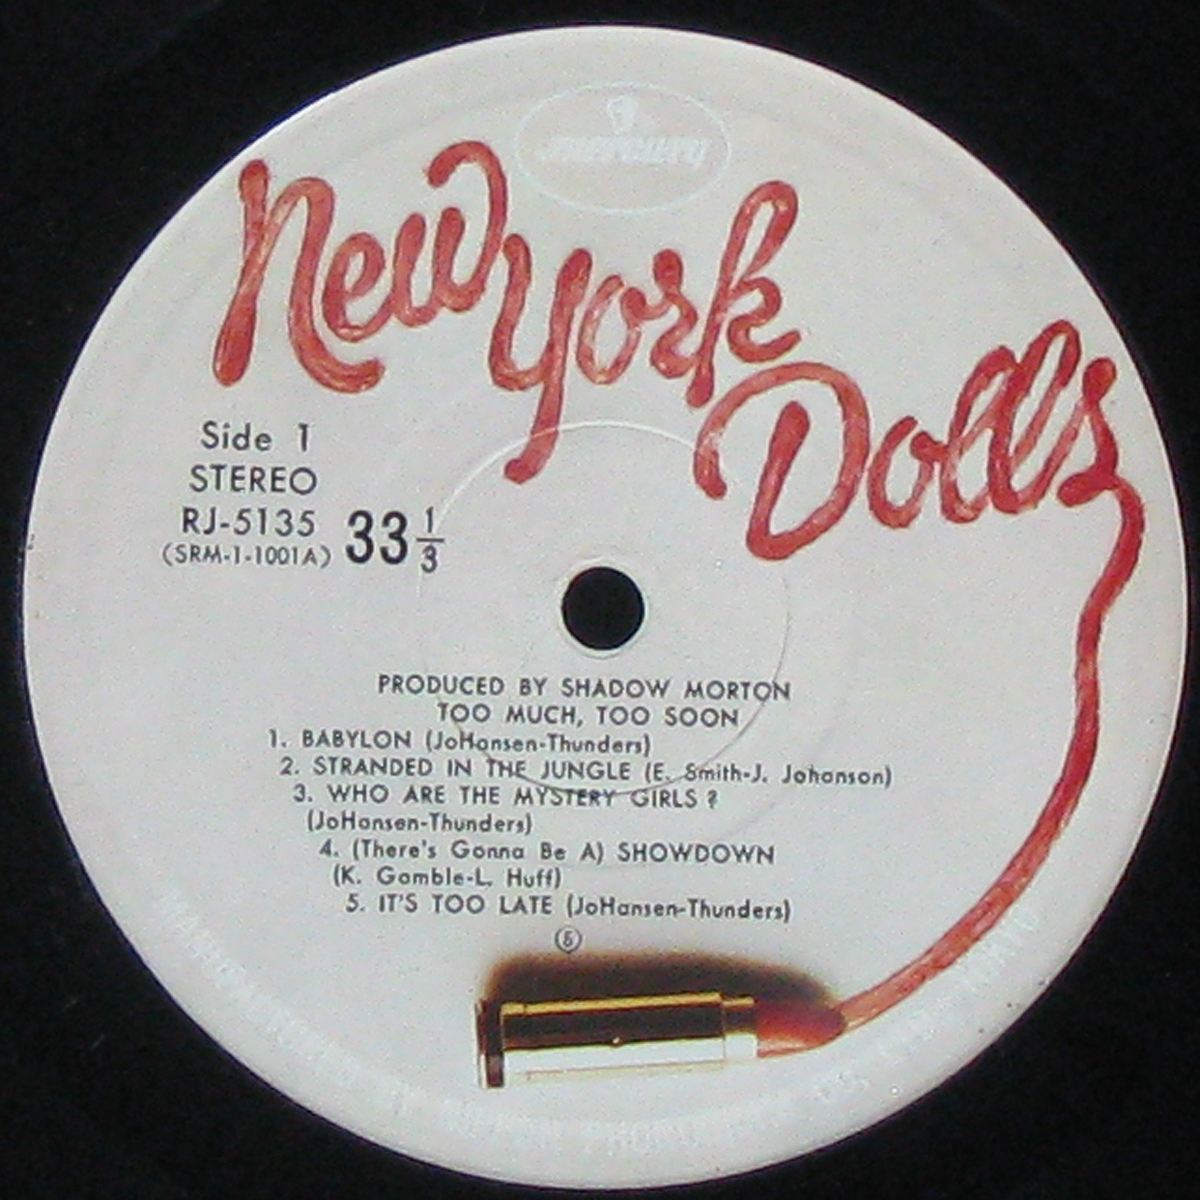 mercury
New York
Dolls
Side 1
STEREO
RJ-5135 33 1/3
(SRM-1-1001A)
PRODUCED BY SHADOW MORTON
TOO MUCH, TOO SOON
1. BABYLON (JoHansen-Thunders)
2. STRANDED IN THE JUNGLE (E. Smith-J. Johanson)
3. WHO ARE THE MYSTERY GIRLS ?
(JoHansen-Thunders)
4. (There's Gonna Be A) SHOWDOWN
(K. Gamble-L. Huff)
5. IT'S TOO LATE (JoHansen-Thunders)